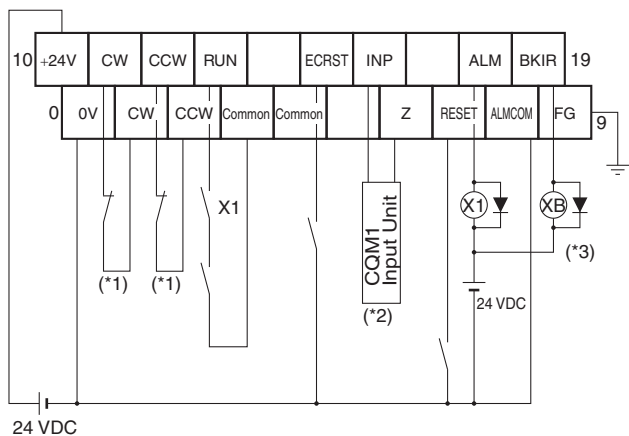 10 +24V CW CCW RUN ECRST INP ALM BKIR 19
0 0V CW CCW Common Common Z RESET ALMCOM FG 9
X1
X1 XB
(*1) (*1)
CQM1
Input Unit
(*2)
(*3)
24 VDC
24 VDC